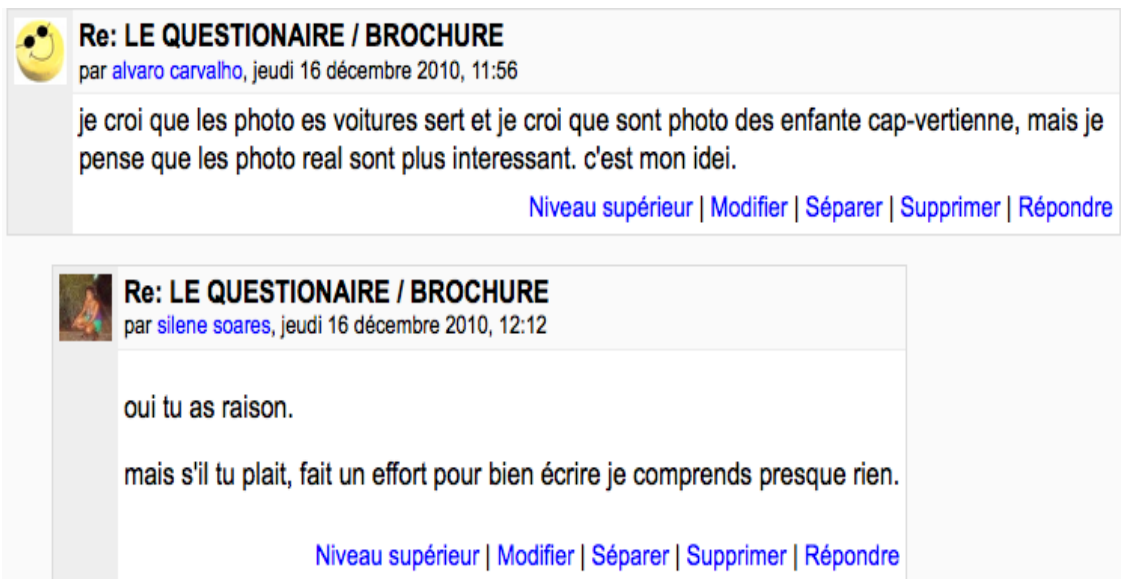 Re: LE QUESTIONAIRE / BROCHURE
par alvaro carvalho, jeudi 16 décembre 2010, 11:56
je croi que les photo es voitures sert et je croi que sont photo des enfante cap-vertienne, mais je
pense que les photo real sont plus interessant. c'est mon idei.
Niveau supérieur | Modifier | Séparer | Supprimer | Répondre
Re: LE QUESTIONAIRE / BROCHURE
par silene soares, jeudi 16 décembre 2010, 12:12
oui tu as raison.
mais s'il tu plait, fait un effort pour bien écrire je comprends presque rien.
Niveau supérieur | Modifier | Séparer | Supprimer | Répondre